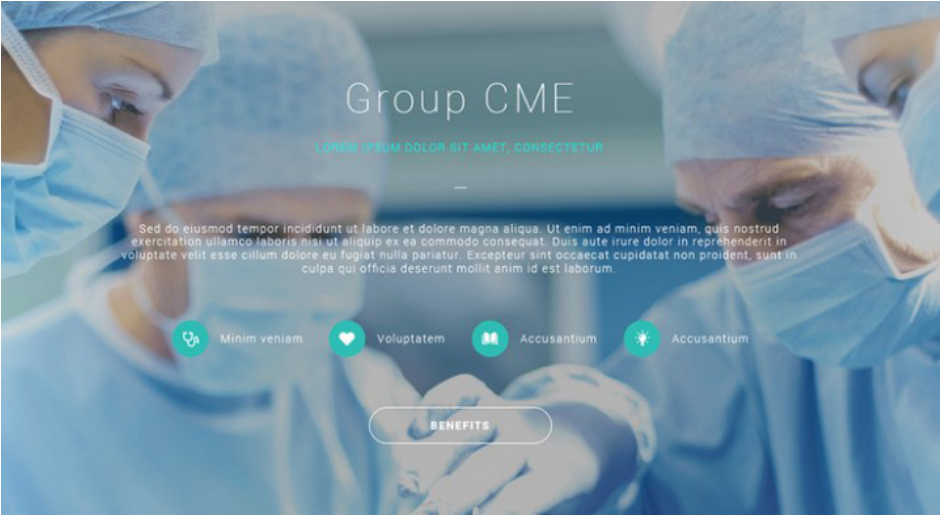 Group CME
LOREM IPSUM DOLOR SIT AMET, CONSECTETUR
Sed do eiusmod tempor incididunt ut labore et dolore magna aliqua. Ut enim ad minim veniam, quis nostrud
exercitation ullamco laboris nisi ut aliquip ex ea commodo consequat. Duis aute irure dolor in reprehenderit in
voluptate velit esse cillum dolore eu fugiat nulla pariatur. Excepteur sint occaecat cupidatat non proident, sunt in
culpa qui officia deserunt mollit anim id est laborum.
Minim veniam Voluptatem Accusantium Accusantium
BENEFITS